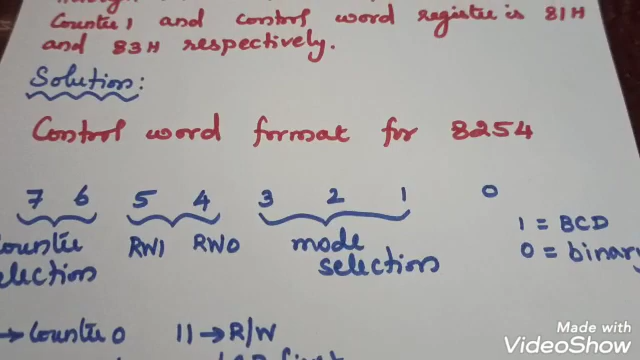 Counter 1 and control word register is 81H
and 83H respectively.
Solution:
Control word format for 8254
7 6 5 4 3 2 1 0
Counter selection
RW1 RW0
mode selection
1 = BCD
0 = binary
→ Counter 0
11 → R/W
Made with
VideoShow